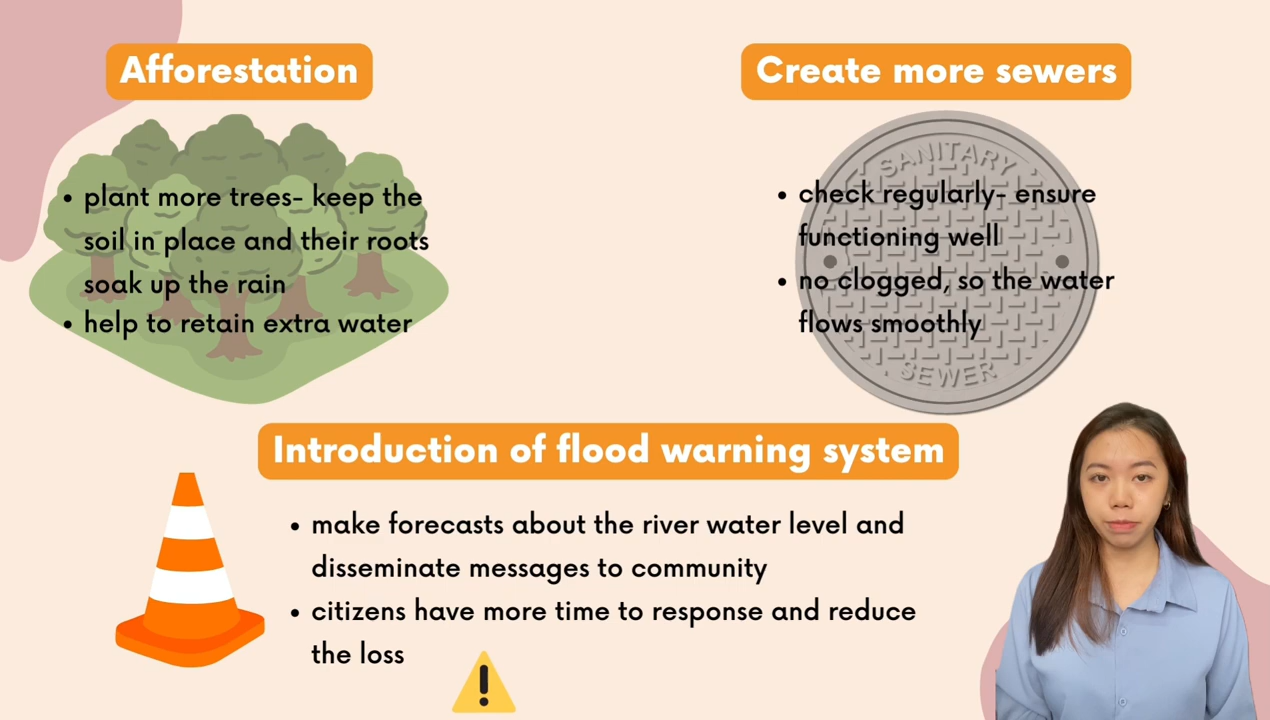 Afforestation
plant more trees- keep the
soil in place and their roots
soak up the rain
help to retain extra water
Create more sewers
SANITARY
check regularly- ensure
functioning well
no clogged, so the water
flows smoothly
SEWER
Introduction of flood warning system
make forecasts about the river water level and
disseminate messages to community
citizens have more time to response and reduce
the loss